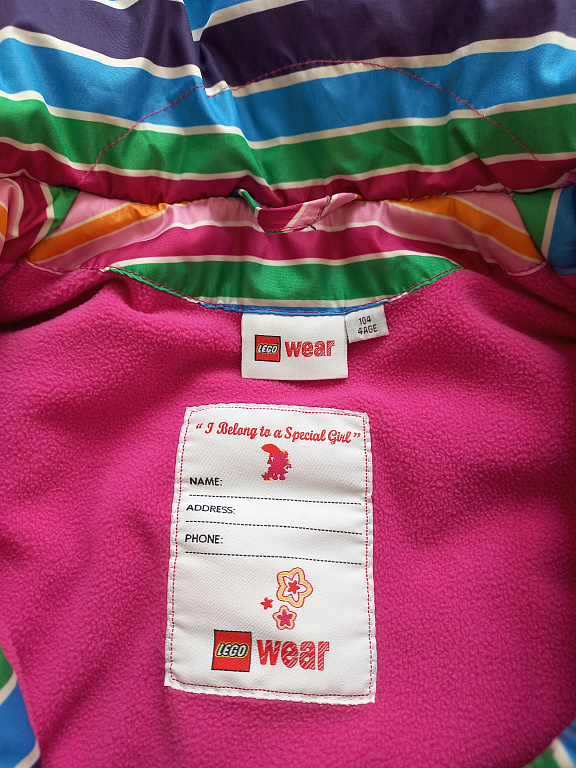 LEGO wear
104
4AGE
“I Belong to a Special Girl”
NAME:
ADDRESS:
PHONE:
LEGO wear